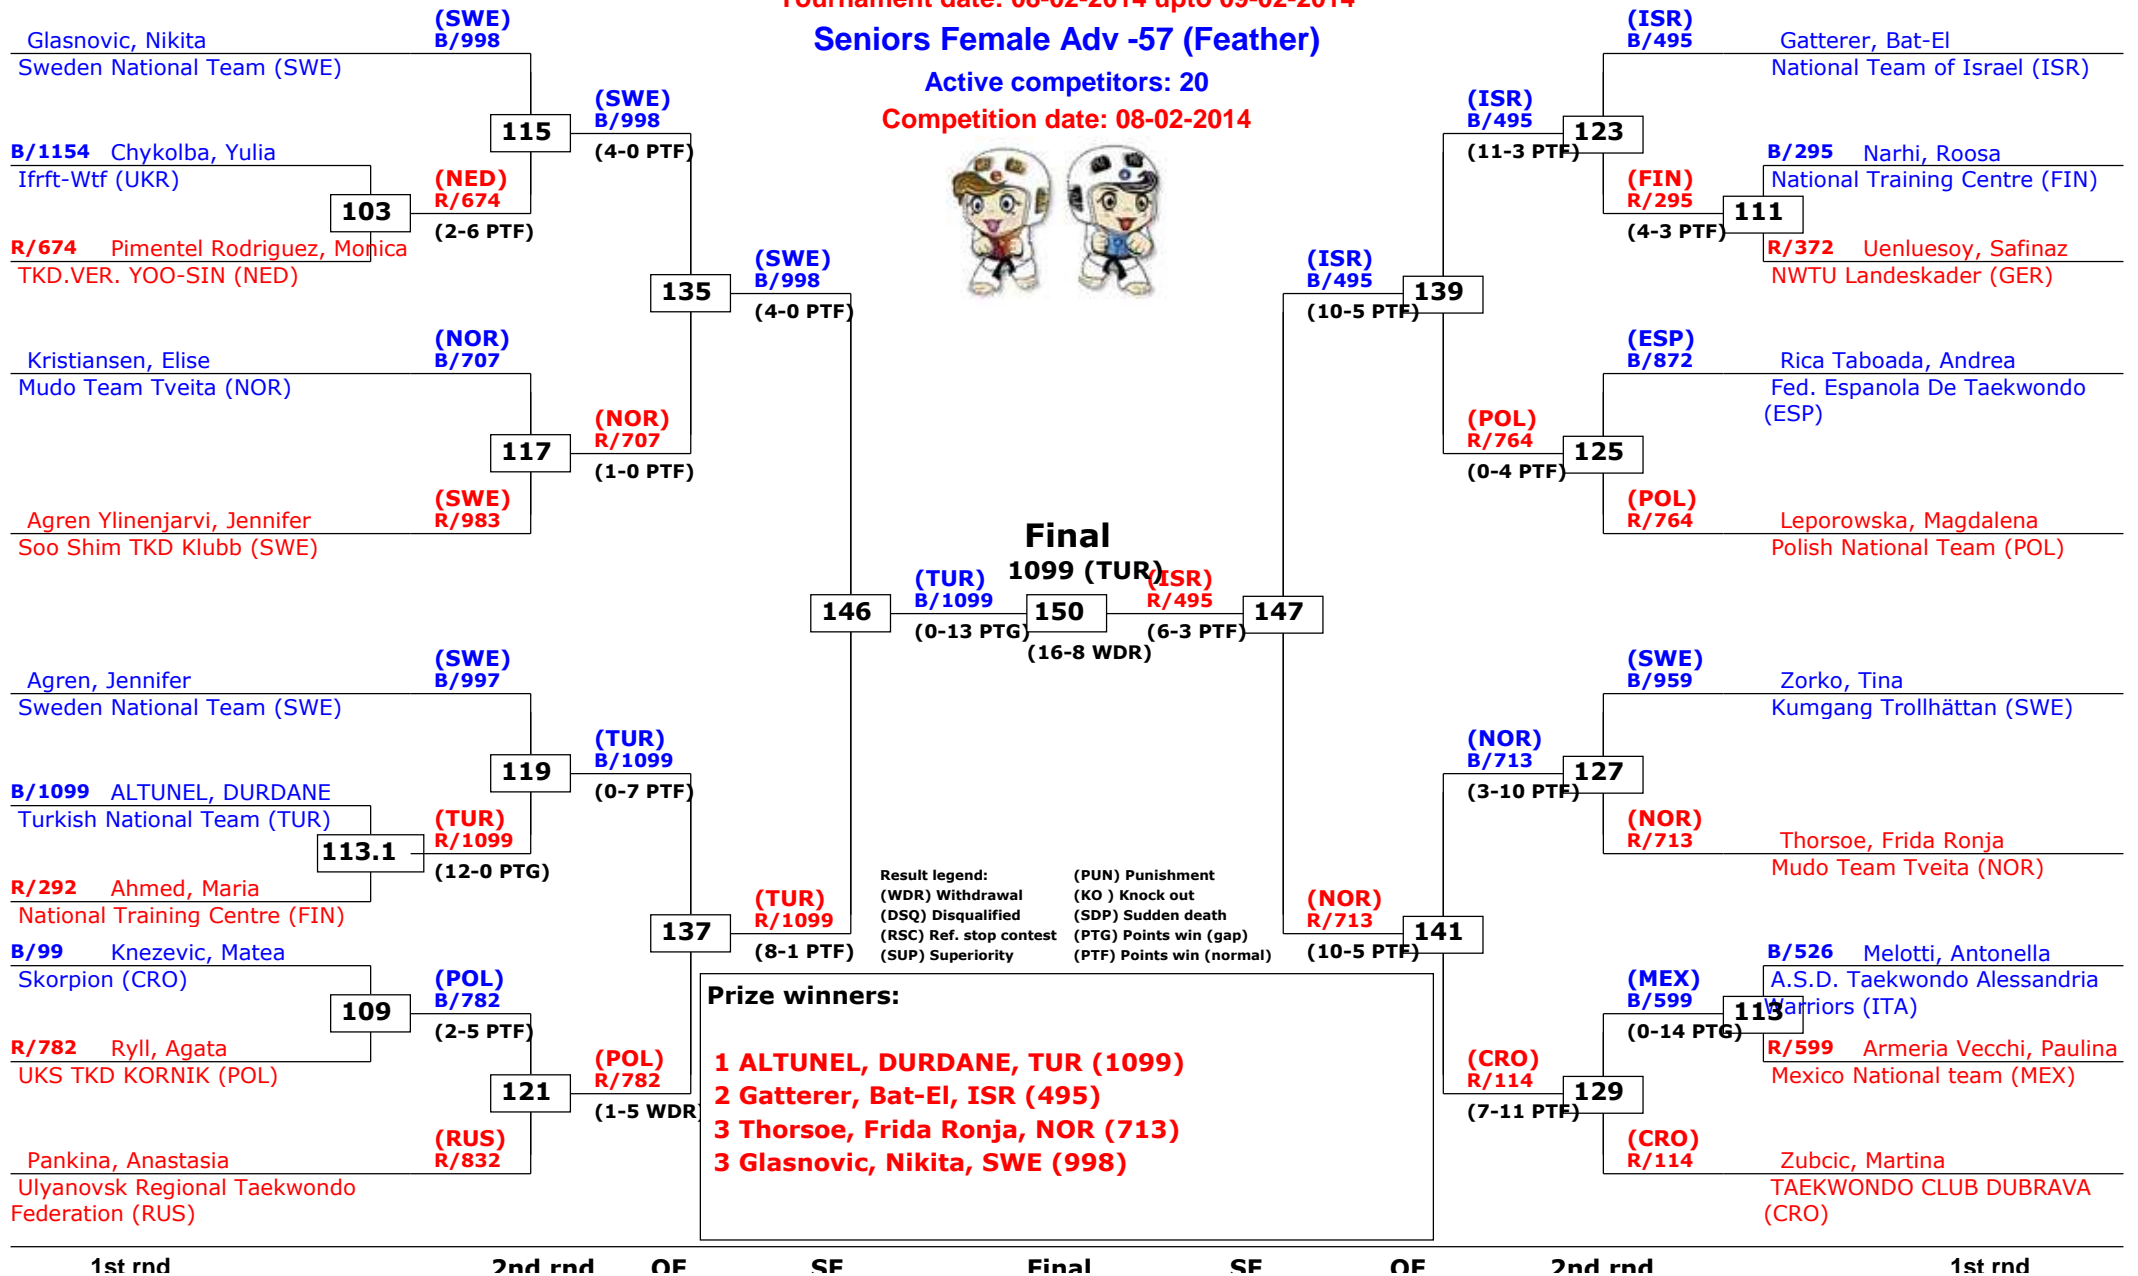 Tournament date: 08-02-2014 upto 09-02-2014
Seniors Female Adv -57 (Feather)
Active competitors: 20
Competition date: 08-02-2014
Glasnovic, Nikita
Sweden National Team (SWE)
(SWE)
B/998
115
(SWE)
B/998
(4-0 PTF)
B/1154 Chykolba, Yulia
Ifrft-Wtf (UKR)
103
(NED)
R/674
(2-6 PTF)
R/674 Pimentel Rodriguez, Monica
TKD.VER. YOO-SIN (NED)
135
(SWE)
B/998
(4-0 PTF)
Kristiansen, Elise
Mudo Team Tveita (NOR)
(NOR)
B/707
117
(NOR)
R/707
(1-0 PTF)
Agren Ylinenjarvi, Jennifer
Soo Shim TKD Klubb (SWE)
(SWE)
R/983
146
(TUR)
B/1099
(0-13 PTG)
Agren, Jennifer
Sweden National Team (SWE)
(SWE)
B/997
119
(TUR)
B/1099
(0-7 PTF)
B/1099 ALTUNEL, DURDANE
Turkish National Team (TUR)
113.1
(TUR)
R/1099
(12-0 PTG)
R/292 Ahmed, Maria
National Training Centre (FIN)
137
(TUR)
R/1099
(8-1 PTF)
B/99 Knezevic, Matea
Skorpion (CRO)
109
(POL)
B/782
(2-5 PTF)
R/782 Ryll, Agata
UKS TKD KORNIK (POL)
121
(POL)
R/782
(1-5 WDR)
Pankina, Anastasia
Ulyanovsk Regional Taekwondo
Federation (RUS)
(RUS)
R/832
Final
1099 (TUR)
150
(16-8 WDR)
(ISR)
R/495
(6-3 PTF)
147
(ISR)
B/495
Gatterer, Bat-El
National Team of Israel (ISR)
(ISR)
B/495
(11-3 PTF)
123
B/295 Narhi, Roosa
National Training Centre (FIN)
(FIN)
R/295
(4-3 PTF)
111
R/372 Uenluesoy, Safinaz
NWTU Landeskader (GER)
(ISR)
B/495
(10-5 PTF)
139
(ESP)
B/872
Rica Taboada, Andrea
Fed. Espanola De Taekwondo
(ESP)
(POL)
R/764
(0-4 PTF)
125
(POL)
R/764
Leporowska, Magdalena
Polish National Team (POL)
(SWE)
B/959
Zorko, Tina
Kumgang Trollhättan (SWE)
(NOR)
B/713
(3-10 PTF)
127
(NOR)
R/713
Thorsoe, Frida Ronja
Mudo Team Tveita (NOR)
(NOR)
R/713
(10-5 PTF)
141
B/526 Melotti, Antonella
A.S.D. Taekwondo Alessandria
Warriors (ITA)
(MEX)
B/599
(0-14 PTG)
113
R/599 Armeria Vecchi, Paulina
Mexico National team (MEX)
(CRO)
R/114
(7-11 PTF)
129
(CRO)
R/114
Zubcic, Martina
TAEKWONDO CLUB DUBRAVA
(CRO)
Result legend:
(WDR) Withdrawal
(DSQ) Disqualified
(RSC) Ref. stop contest
(SUP) Superiority
(PUN) Punishment
(KO ) Knock out
(SDP) Sudden death
(PTG) Points win (gap)
(PTF) Points win (normal)
Prize winners:
1 ALTUNEL, DURDANE, TUR (1099)
2 Gatterer, Bat-El, ISR (495)
3 Thorsoe, Frida Ronja, NOR (713)
3 Glasnovic, Nikita, SWE (998)
1st rnd 2nd rnd QF SF Final SF QF 2nd rnd 1st rnd